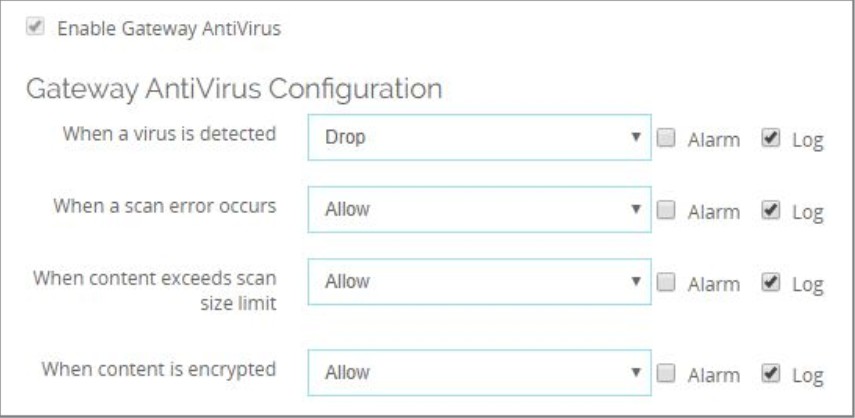 Enable Gateway AntiVirus
Gateway AntiVirus Configuration
When a virus is detected Drop Alarm Log
When a scan error occurs Allow Alarm Log
When content exceeds scan size limit Allow Alarm Log
When content is encrypted Allow Alarm Log